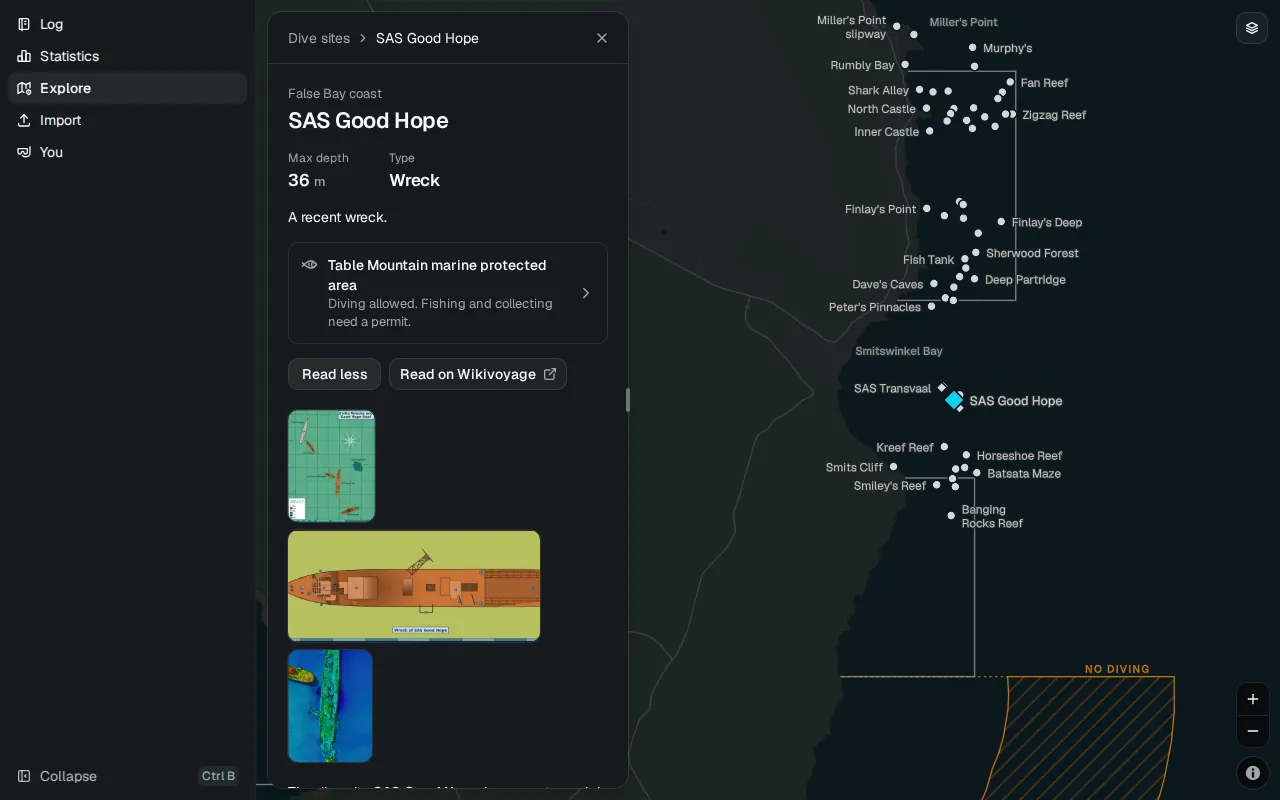 Log
Statistics
Explore
Import
You
Collapse
Ctrl B
Dive sites > SAS Good Hope
False Bay coast
SAS Good Hope
Max depth
36 m
Type
Wreck
A recent wreck.
Table Mountain marine protected
area
Diving allowed. Fishing and collecting
need a permit.
Read less
Read on Wikivoyage
Wreck of SAS Good Hope
Miller's Point
slipway
Miller's Point
Murphy's
Rumbly Bay
Fan Reef
Shark Alley
North Castle
Zigzag Reef
Inner Castle
Finlay's Point
Finlay's Deep
Sherwood Forest
Fish Tank
Deep Partridge
Dave's Caves
Peter's Pinnacles
Smitswinkel Bay
SAS Transvaal
SAS Good Hope
Kreef Reef
Horseshoe Reef
Smits Cliff
Batsata Maze
Smiley's Reef
Banging
Rocks Reef
NO DIVING